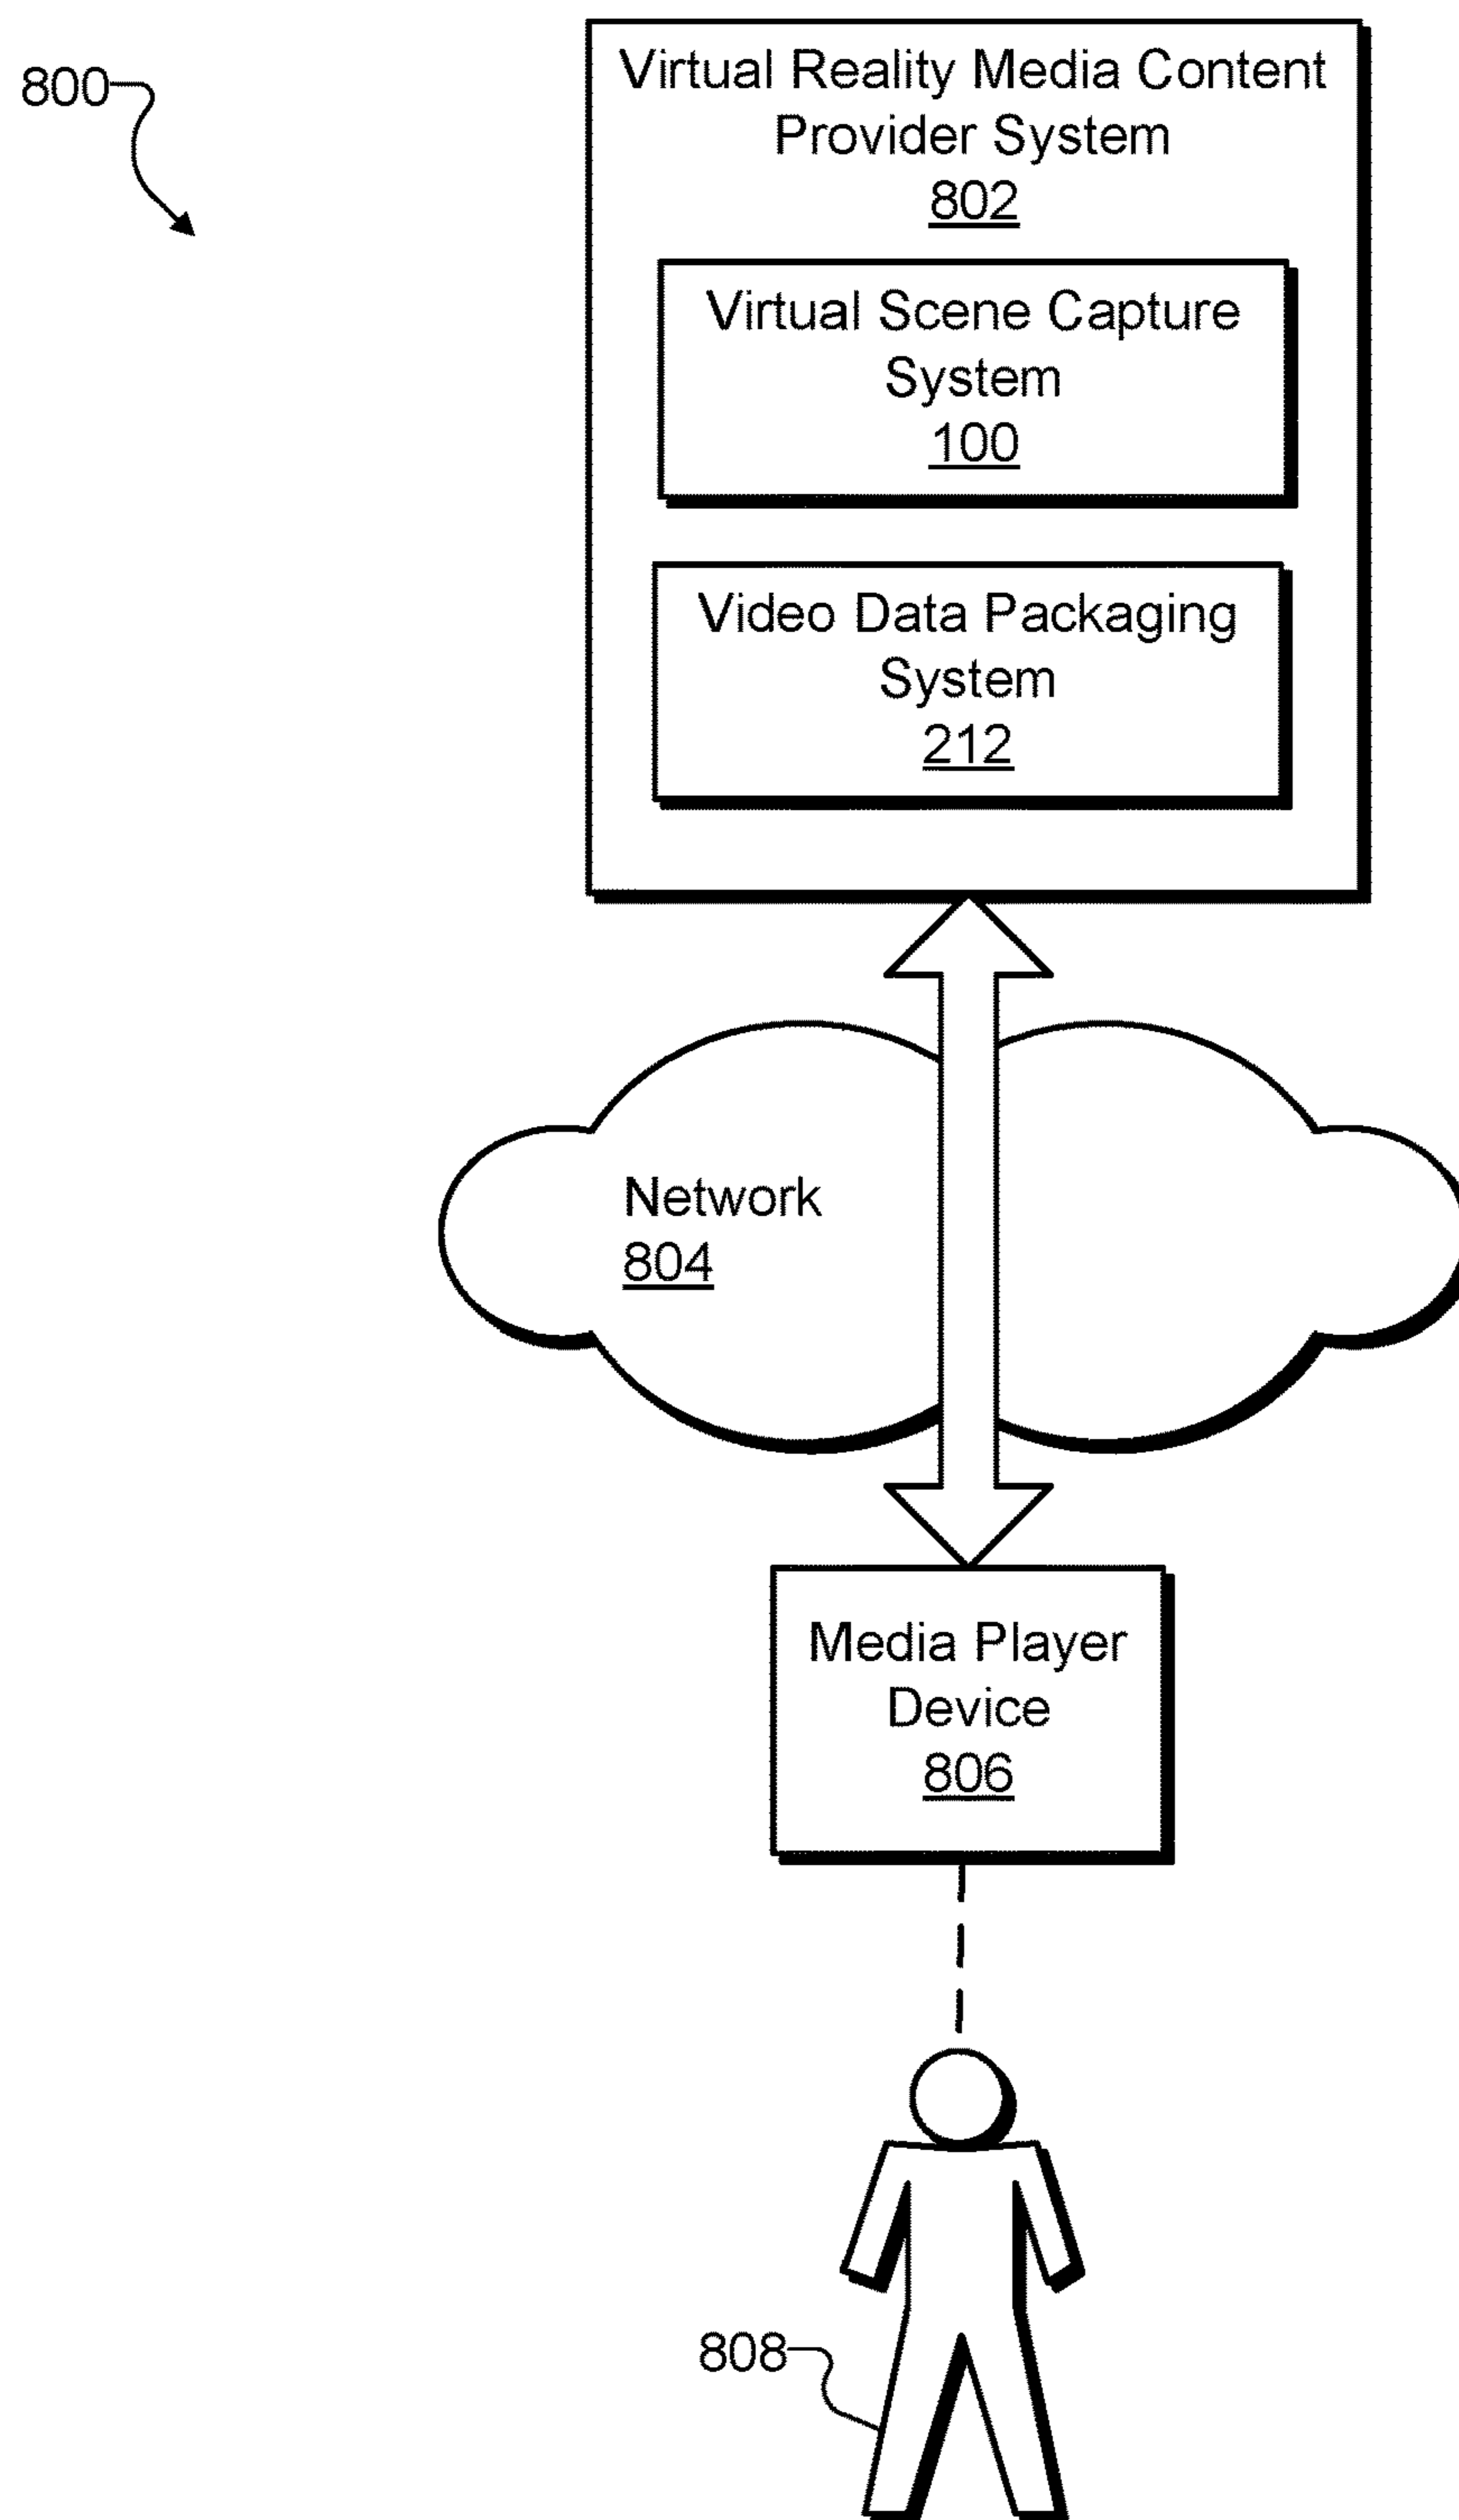 800
Virtual Reality Media Content
Provider System
802
Virtual Scene Capture
System
100
Video Data Packaging
System
212
Network
804
Media Player
Device
806
808